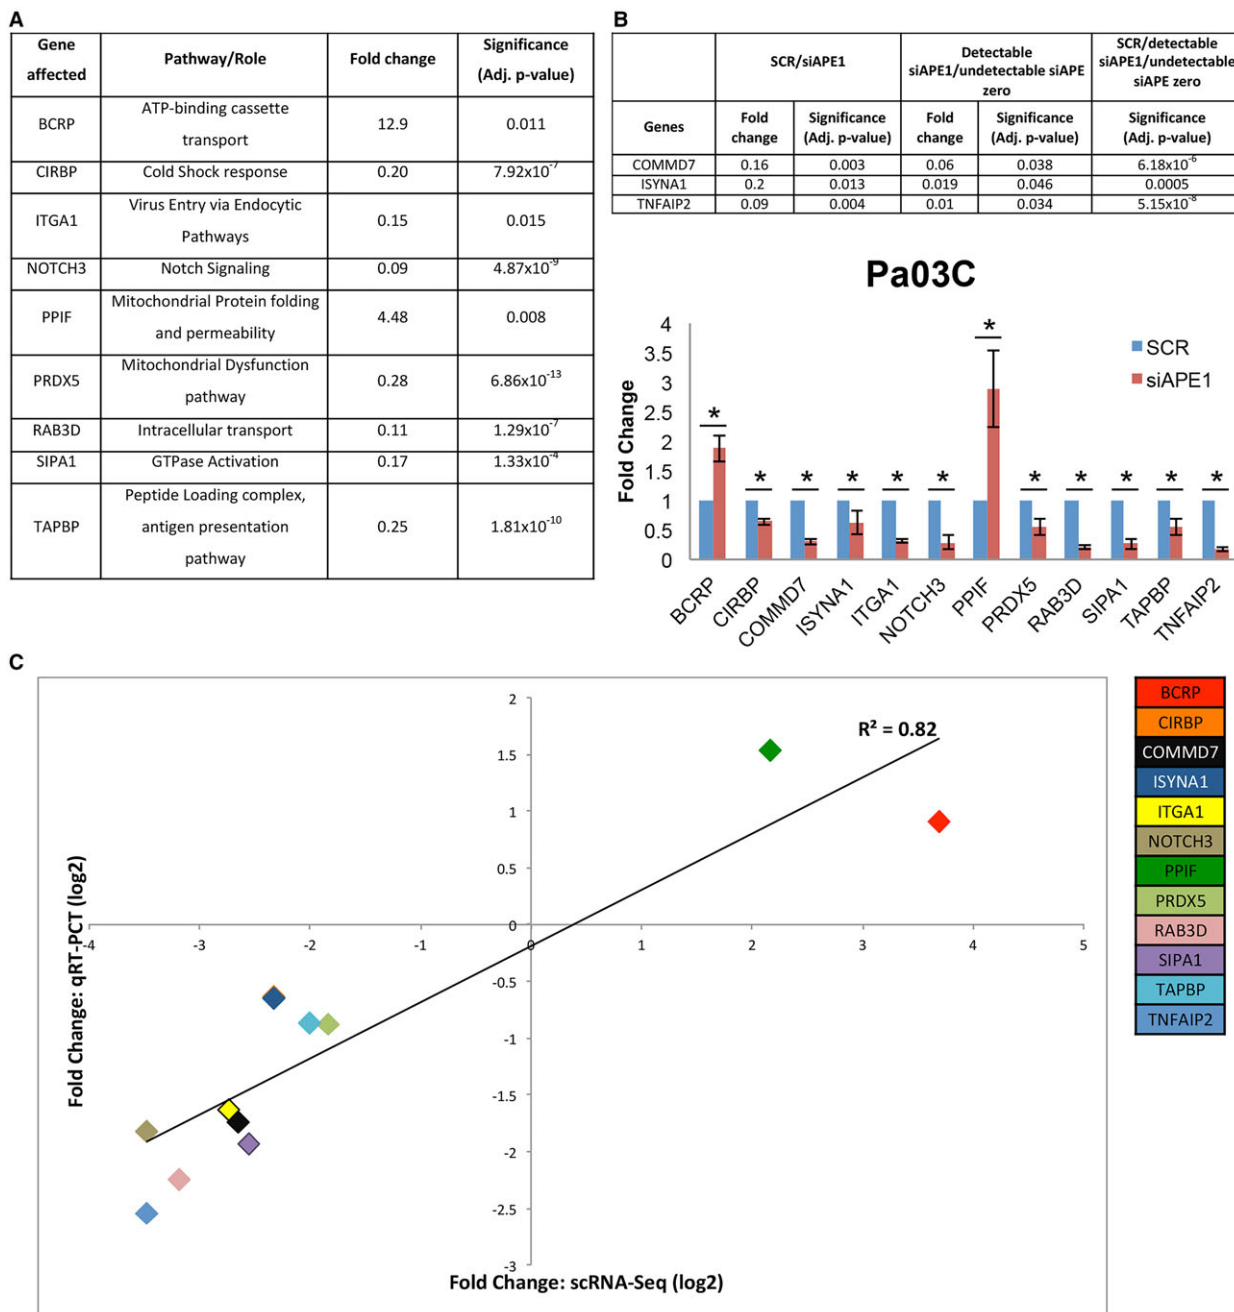 A
Gene affected | Pathway/Role | Fold change | Significance (Adj. p-value)
BCRP | ATP-binding cassette transport | 12.9 | 0.011
CIRBP | Cold Shock response | 0.20 | 7.92x10^-7
ITGA1 | Virus Entry via Endocytic Pathways | 0.15 | 0.015
NOTCH3 | Notch Signaling | 0.09 | 4.87x10^-9
PPIF | Mitochondrial Protein folding and permeability | 4.48 | 0.008
PRDX5 | Mitochondrial Dysfunction pathway | 0.28 | 6.86x10^-13
RAB3D | Intracellular transport | 0.11 | 1.29x10^-7
SIPA1 | GTPase Activation | 0.17 | 1.33x10^-4
TAPBP | Peptide Loading complex, antigen presentation pathway | 0.25 | 1.81x10^-10
B
SCR/siAPE1 | Detectable siAPE1/undetectable siAPE zero | SCR/detectable siAPE1/undetectable siAPE zero
Genes | Fold change | Significance (Adj. p-value) | Fold change | Significance (Adj. p-value) | Significance (Adj. p-value)
COMMD7 | 0.16 | 0.003 | 0.06 | 0.038 | 6.18x10^-6
ISYNA1 | 0.2 | 0.013 | 0.019 | 0.046 | 0.0005
TNFAIP2 | 0.09 | 0.004 | 0.01 | 0.034 | 5.15x10^-8
Pa03C
Fold Change
4
3.5
3
2.5
2
1.5
1
0.5
0
* * * * * * * * * * * *
SCR
siAPE1
BCRP
CIRBP
COMMD7
ISYNA1
ITGA1
NOTCH3
PPIF
PRDX5
RAB3D
SIPA1
TAPBP
TNFAIP2
C
Fold Change: qRT-PCT (log2)
2
1.5
1
0.5
0
-0.5
-1
-1.5
-2
-2.5
-3
-4 -3 -2 -1 0 1 2 3 4 5
R² = 0.82
Fold Change: scRNA-Seq (log2)
BCRP
CIRBP
COMMD7
ISYNA1
ITGA1
NOTCH3
PPIF
PRDX5
RAB3D
SIPA1
TAPBP
TNFAIP2